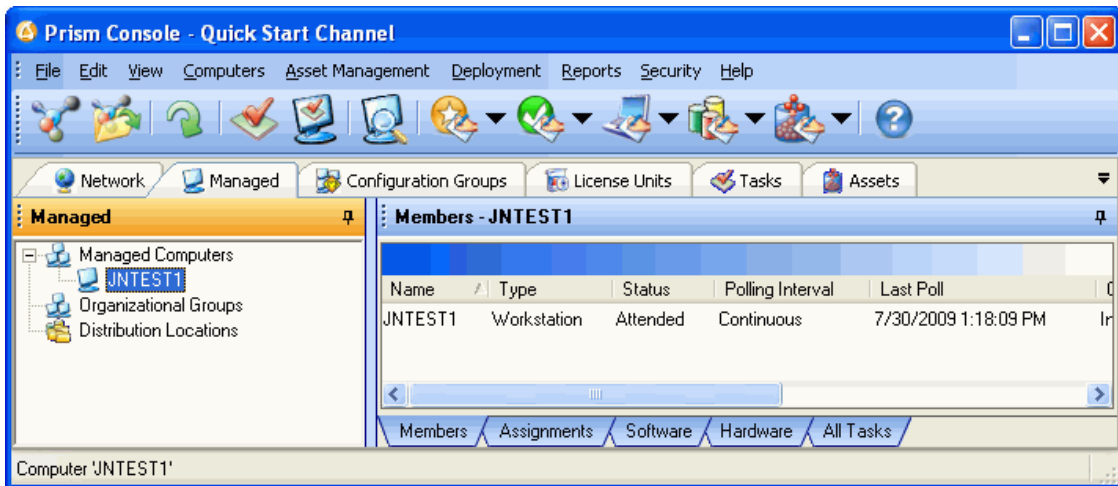 Prism Console - Quick Start Channel
File Edit View Computers Asset Management Deployment Reports Security Help
Network Managed Configuration Groups License Units Tasks Assets
Managed
Members - JNTEST1
Managed Computers
JNTEST1
Organizational Groups
Distribution Locations
Name Type Status Polling Interval Last Poll
JNTEST1 Workstation Attended Continuous 7/30/2009 1:18:09 PM
Members Assignments Software Hardware All Tasks
Computer 'JNTEST1'